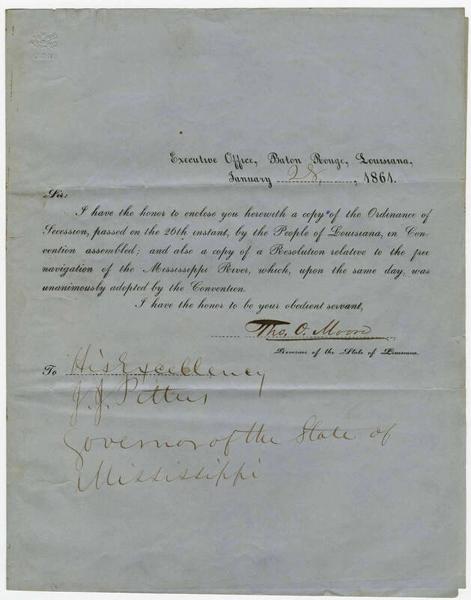 Executive Office, Baton Rouge, Louisiana,
January 28, 1861.
Sir:
I have the honor to enclose you herewith a copy of the Ordinance of
Secession, passed on the 26th instant, by the People of Louisiana, in Con-
vention assembled; and also a copy of a Resolution relative to the free
navigation of the Mississippi River, which, upon the same day, was
unanimously adopted by the Convention.
I have the honor to be your obedient servant,
Tho. O. Moore
Governor of the State of Louisiana.
To His Excellency
J. J. Pettus
Governor of the State of
Mississippi